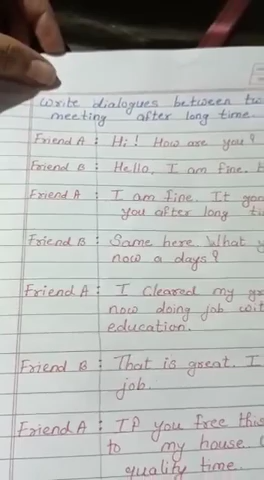 Write dialogues between
meeting after long time.
Friend A : Hi! How are you?
Friend B : Hello, I am fine.
Friend A : I am fine. It
you after long
Friend B : Same here. What
now a days?
Friend A : I cleared my
now doing job
education.
Friend B : That is great. I
job.
Friend A : If you free this
to my house
quality time.